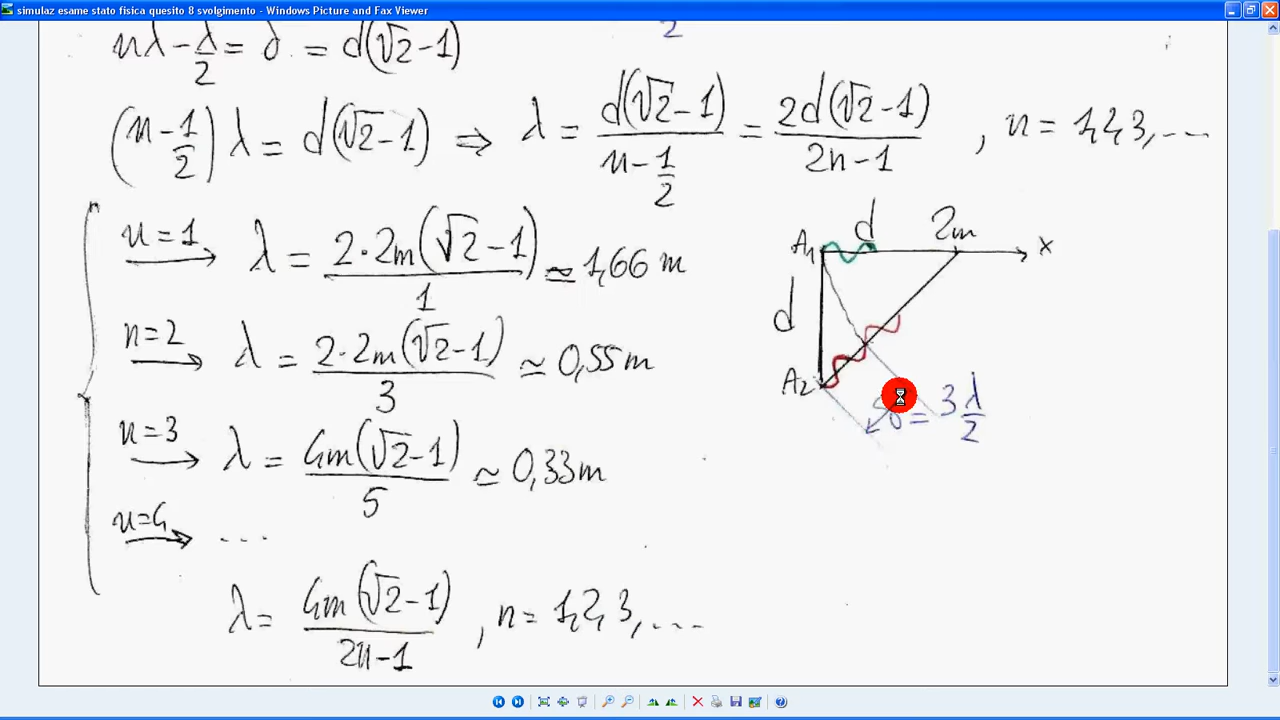 simulaz esame stato fisica quesito 8 svolgimento - Windows Picture and Fax Viewer
nλ - λ/2 = δ = d(√2-1)
2
(n - 1/2) λ = d(√2-1) ⇒ λ = d(√2-1)/(n - 1/2) = 2d(√2-1)/(2n-1) , n = 1,2,3,....
n=1 → λ = 2·2m(√2-1)/1 ≃ 1,66 m
n=2 → λ = 2·2m(√2-1)/3 ≃ 0,55m
n=3 → λ = 4m(√2-1)/5 ≃ 0,33m
n=4 → ...
λ = 4m(√2-1)/(2n-1) , n = 1,2,3,....
A1 d 2m x
d
A2
δ = 3 λ/2